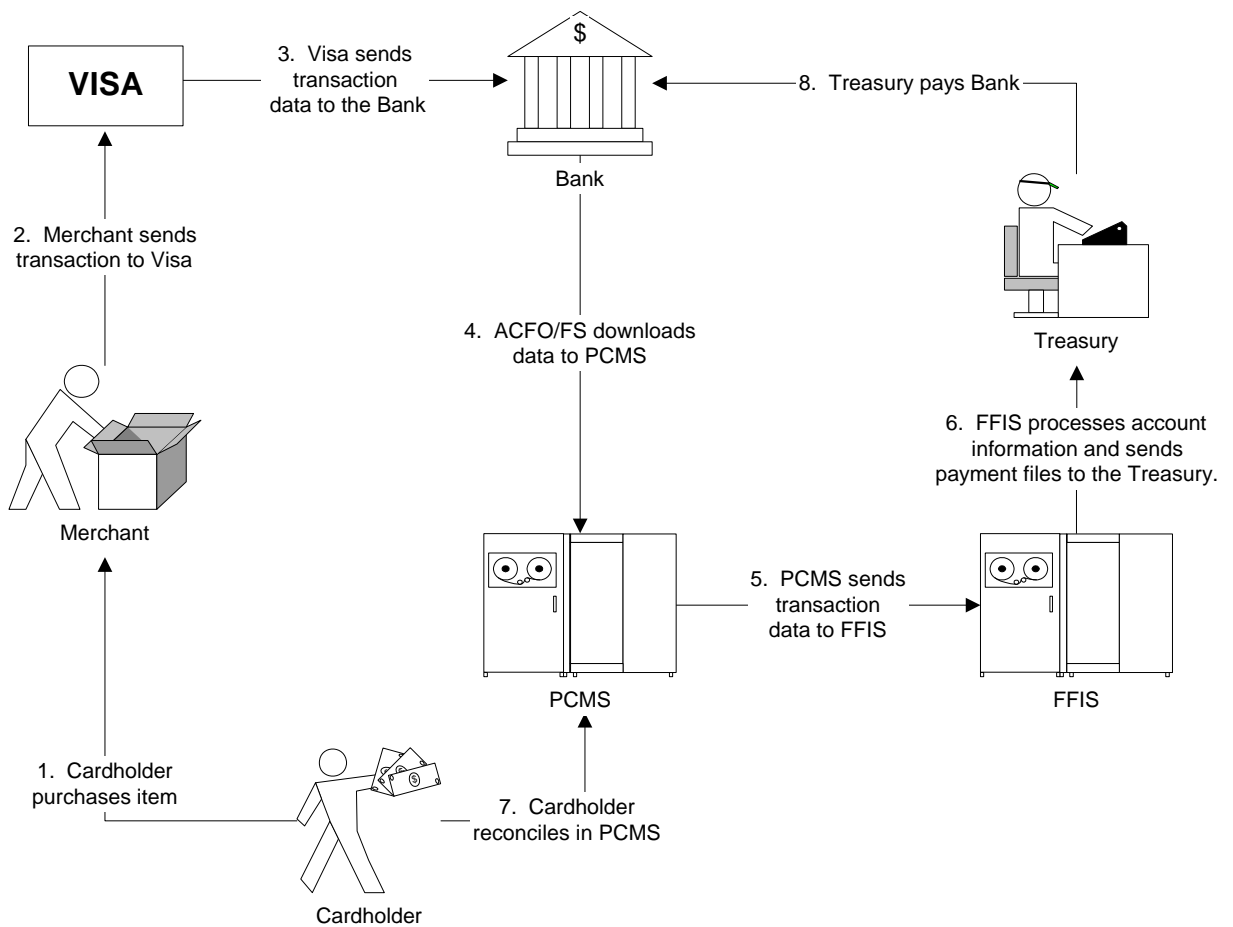 VISA
3. Visa sends
transaction
data to the Bank
$
Bank
8. Treasury pays Bank
2. Merchant sends
transaction to Visa
4. ACFO/FS downloads
data to PCMS
Treasury
6. FFIS processes account
information and sends
payment files to the Treasury.
Merchant
5. PCMS sends
transaction
data to FFIS
PCMS
FFIS
1. Cardholder
purchases item
$
7. Cardholder
reconciles in PCMS
Cardholder